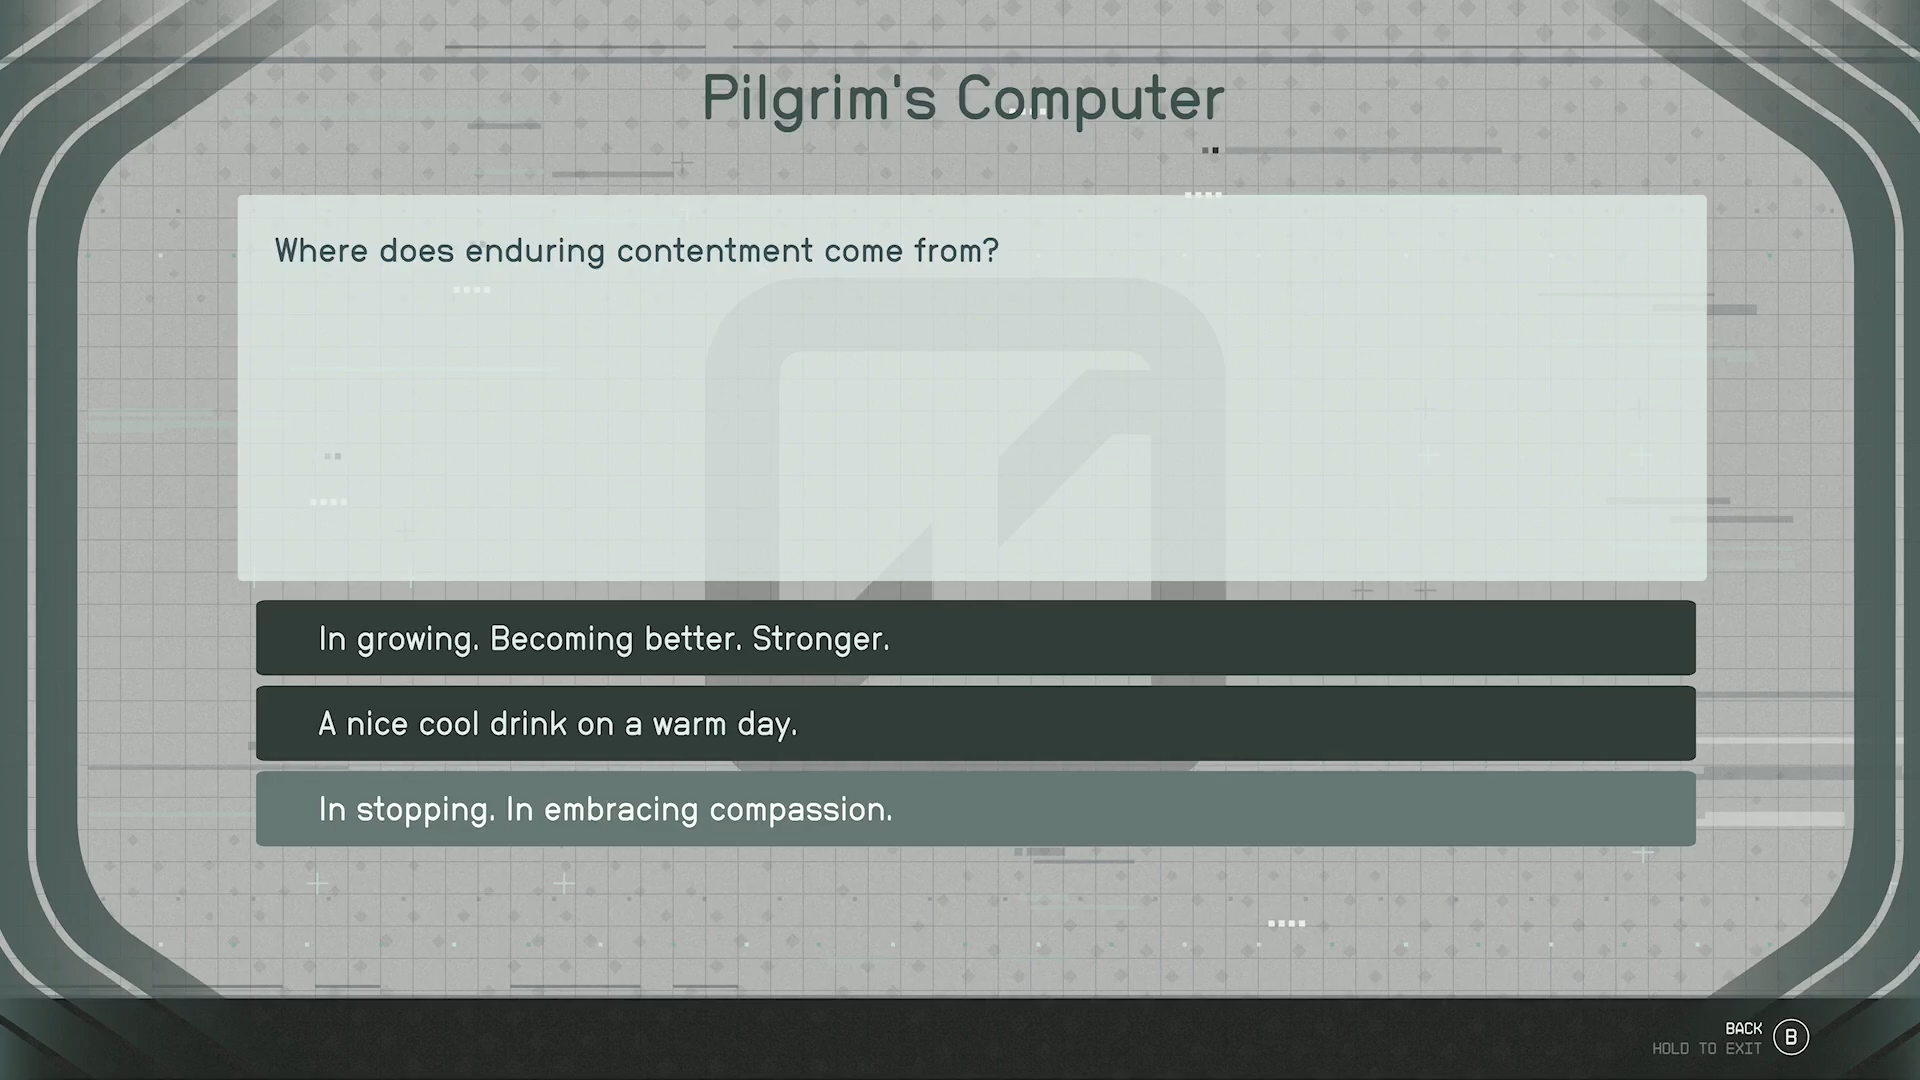 Pilgrim's Computer
Where does enduring contentment come from?
In growing. Becoming better. Stronger.
A nice cool drink on a warm day.
In stopping. In embracing compassion.
BACK
HOLD TO EXIT
B